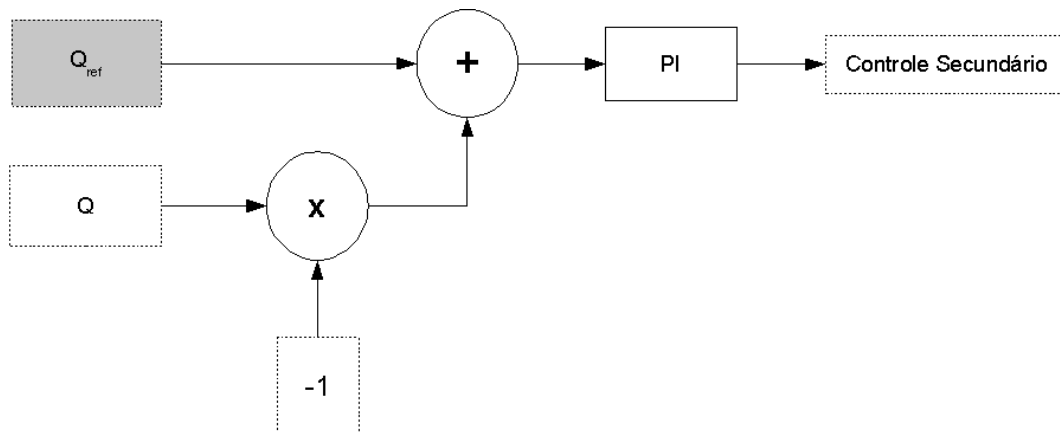 Qref
+
PI
Controle Secundário
Q
x
-1